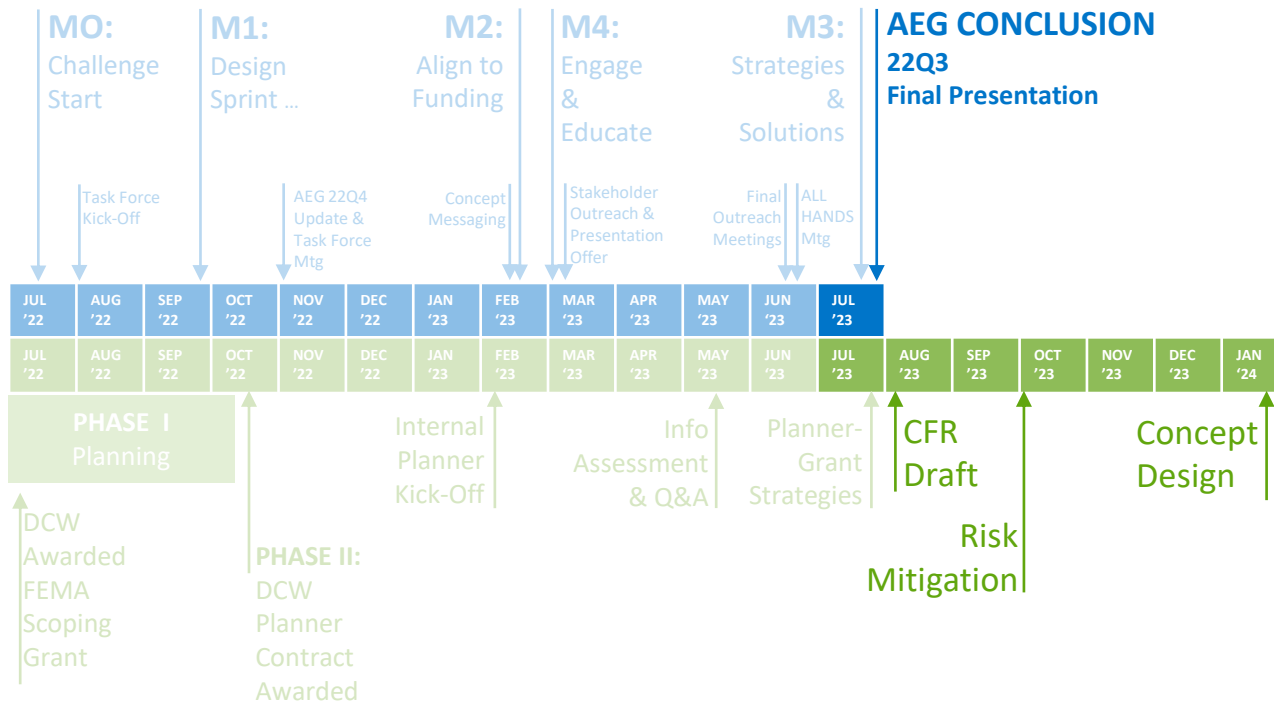 MO:
Challenge
Start
M1:
Design
Sprint ...
M2:
Align to
Funding
M4:
Engage
&
Educate
M3:
Strategies
&
Solutions
AEG CONCLUSION
22Q3
Final Presentation
Task Force
Kick-Off
AEG 22Q4
Update &
Task Force
Mtg
Concept
Messaging
Stakeholder
Outreach &
Presentation
Offer
Final
Outreach
Meetings
ALL
HANDS
Mtg
JUL
’22
AUG
‘22
SEP
‘22
OCT
‘22
NOV
‘22
DEC
‘22
JAN
‘23
FEB
‘23
MAR
‘23
APR
‘23
MAY
‘23
JUN
‘23
JUL
’23
JUL
’22
AUG
‘22
SEP
‘22
OCT
’22
NOV
’22
DEC
’22
JAN
‘23
FEB
‘23
MAR
‘23
APR
‘23
MAY
‘23
JUN
‘23
JUL
’23
AUG
’23
SEP
’23
OCT
’23
NOV
’23
DEC
’23
JAN
‘24
PHASE I
Planning
DCW
Awarded
FEMA
Scoping
Grant
PHASE II:
DCW
Planner
Contract
Awarded
Internal
Planner
Kick-Off
Info
Assessment
& Q&A
Planner-
Grant
Strategies
CFR
Draft
Risk
Mitigation
Concept
Design